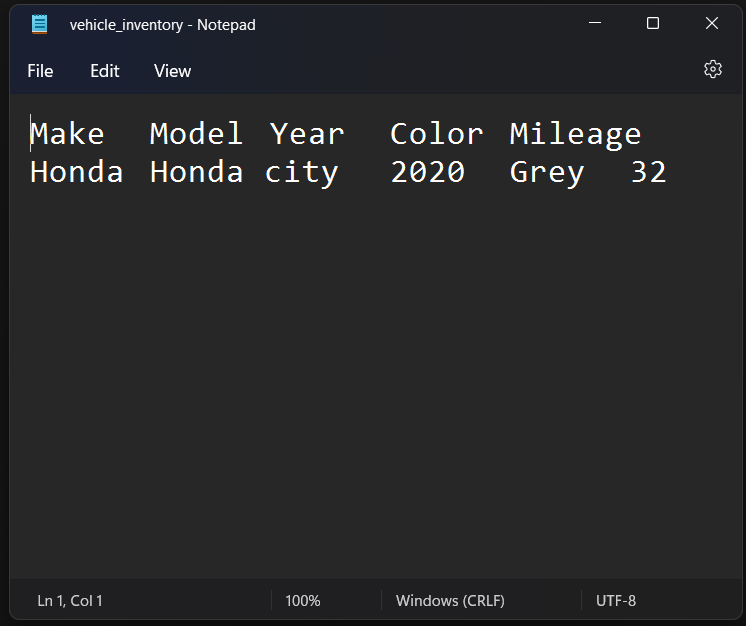 vehicle_inventory - Notepad
File Edit View
Make Model Year Color Mileage
Honda Honda city 2020 Grey 32
Ln 1, Col 1 100% Windows (CRLF) UTF-8